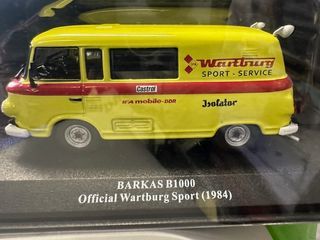 Wartburg
SPORT - SERVICE
Castrol
IFA mobile-DDR
Isolator
BARKAS B1000
Official Wartburg Sport (1984)